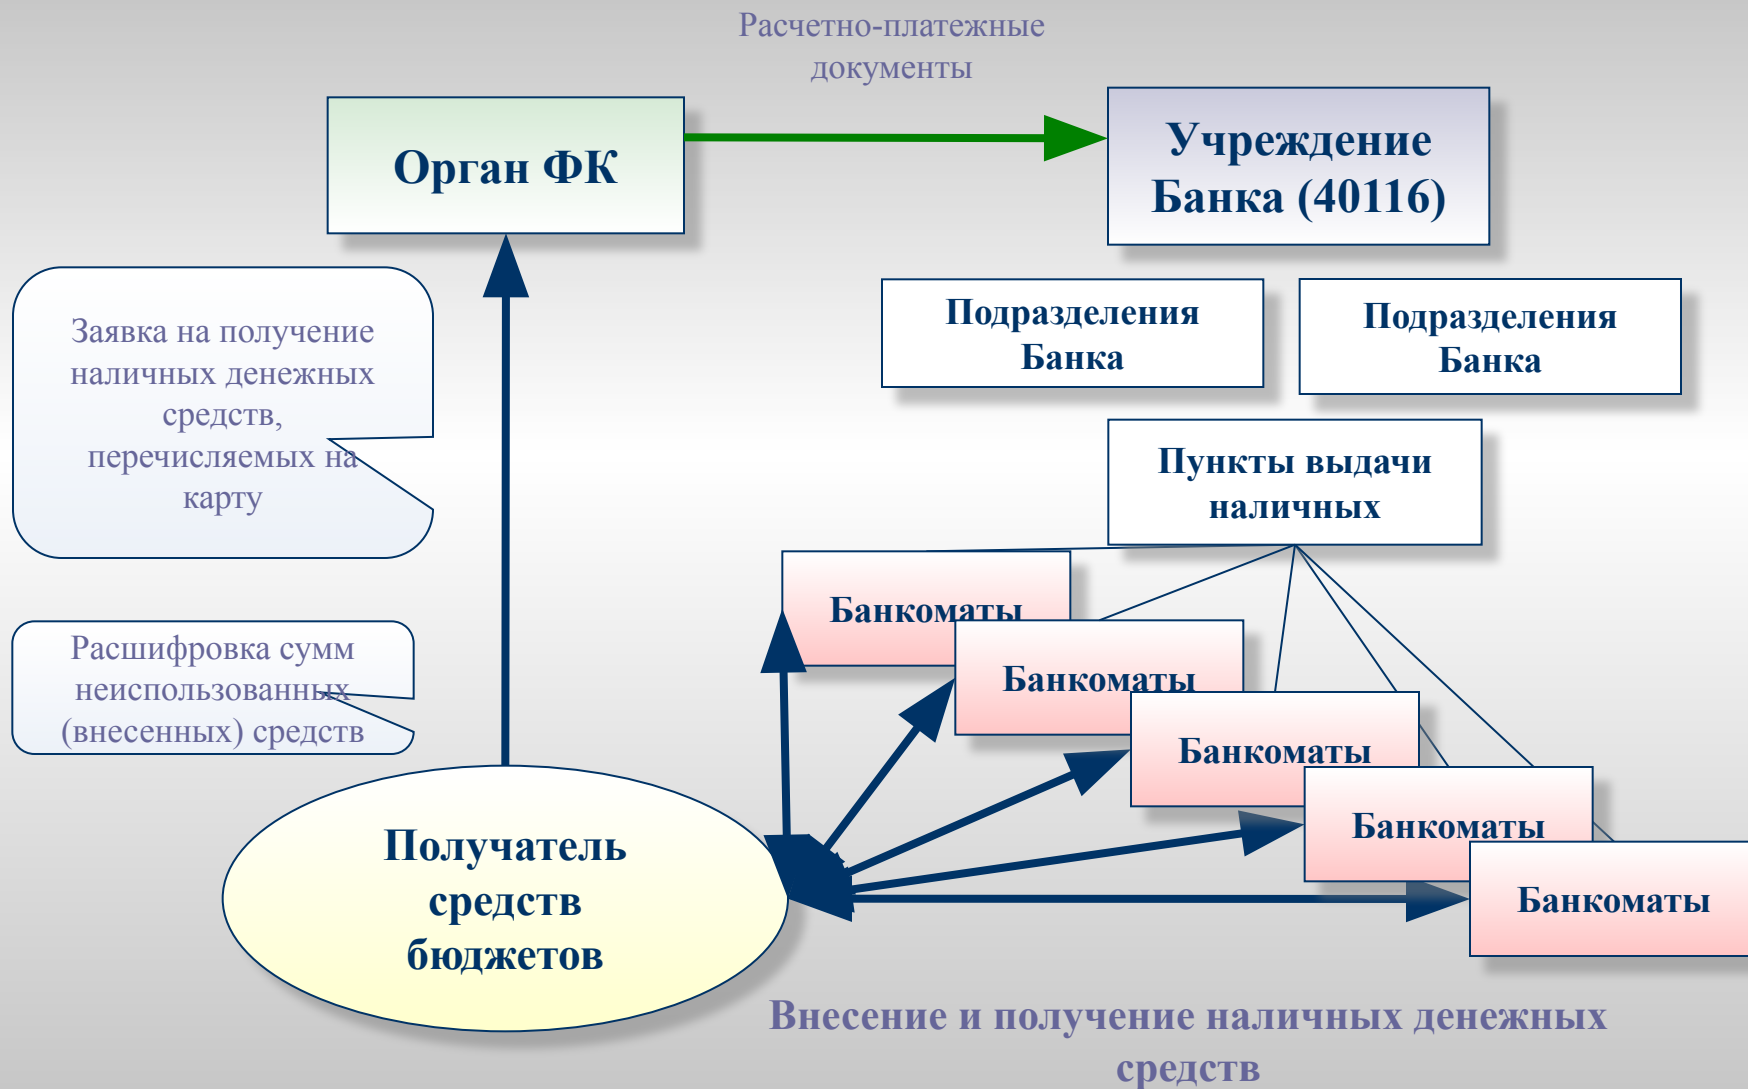 Расчетно-платежные
документы
Орган ФК
Учреждение
Банка (40116)
Заявка на получение
наличных денежных
средств,
перечисляемых на
карту
Подразделения
Банка
Подразделения
Банка
Пункты выдачи
наличных
Банкоматы
Банкоматы
Банкоматы
Банкоматы
Банкоматы
Расшифровка сумм
неиспользованных
(внесенных) средств
Получатель
средств
бюджетов
Внесение и получение наличных денежных
средств